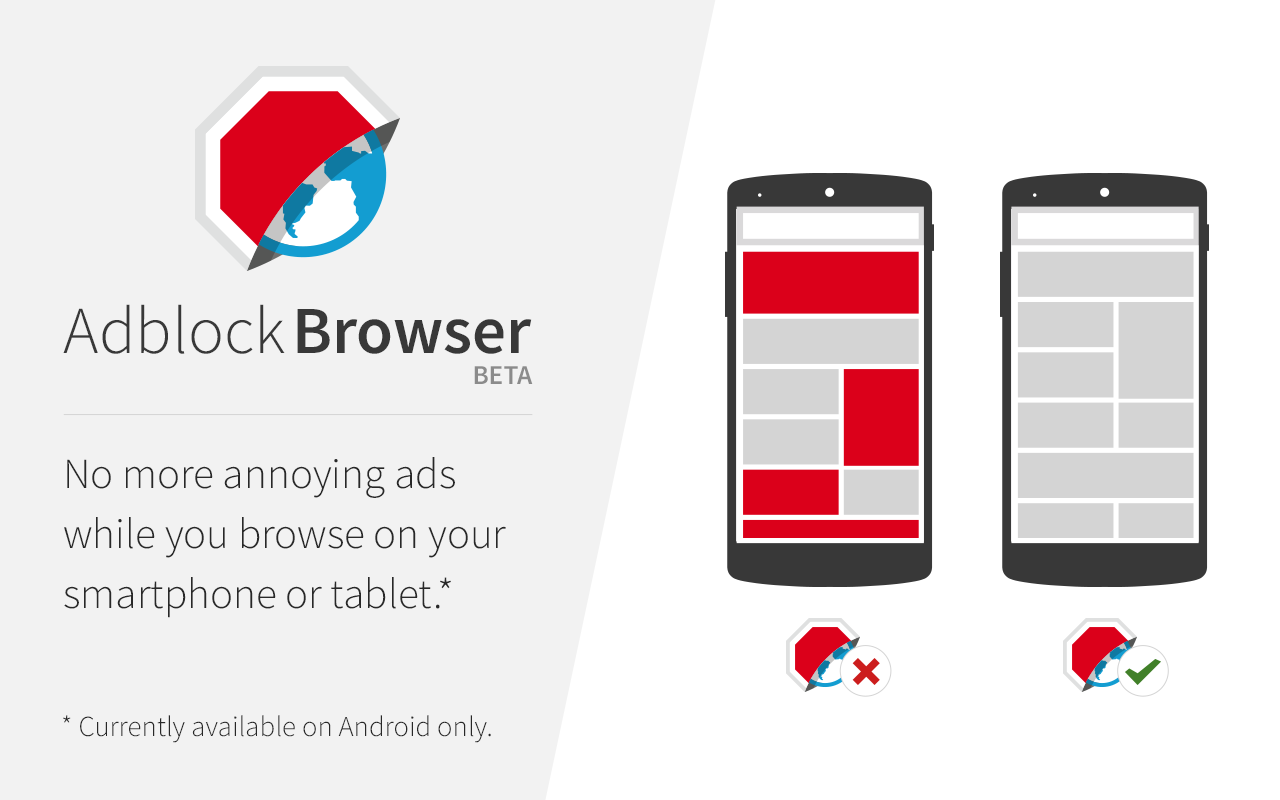 Adblock Browser
BETA
No more annoying ads
while you browse on your
smartphone or tablet.*
* Currently available on Android only.